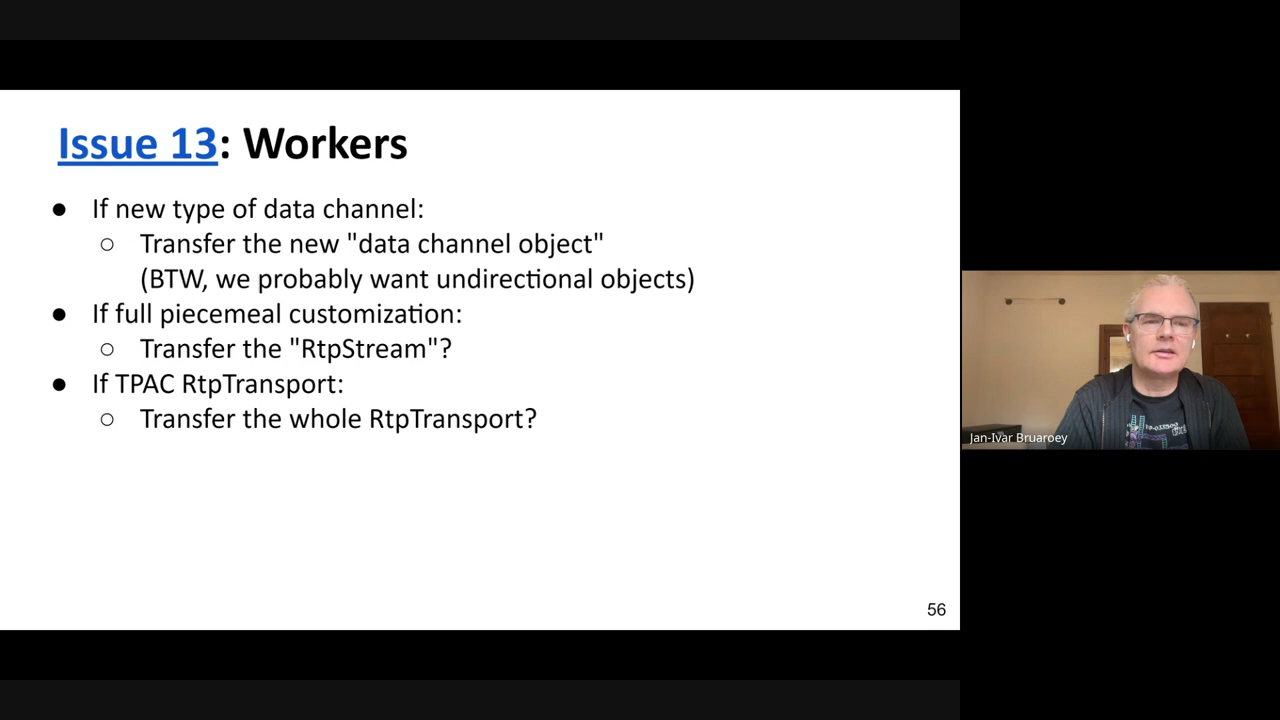 Issue 13: Workers
● If new type of data channel:
○ Transfer the new "data channel object"
(BTW, we probably want undirectional objects)
● If full piecemeal customization:
○ Transfer the "RtpStream"?
● If TPAC RtpTransport:
○ Transfer the whole RtpTransport?
56
Jan-Ivar Bruaroey